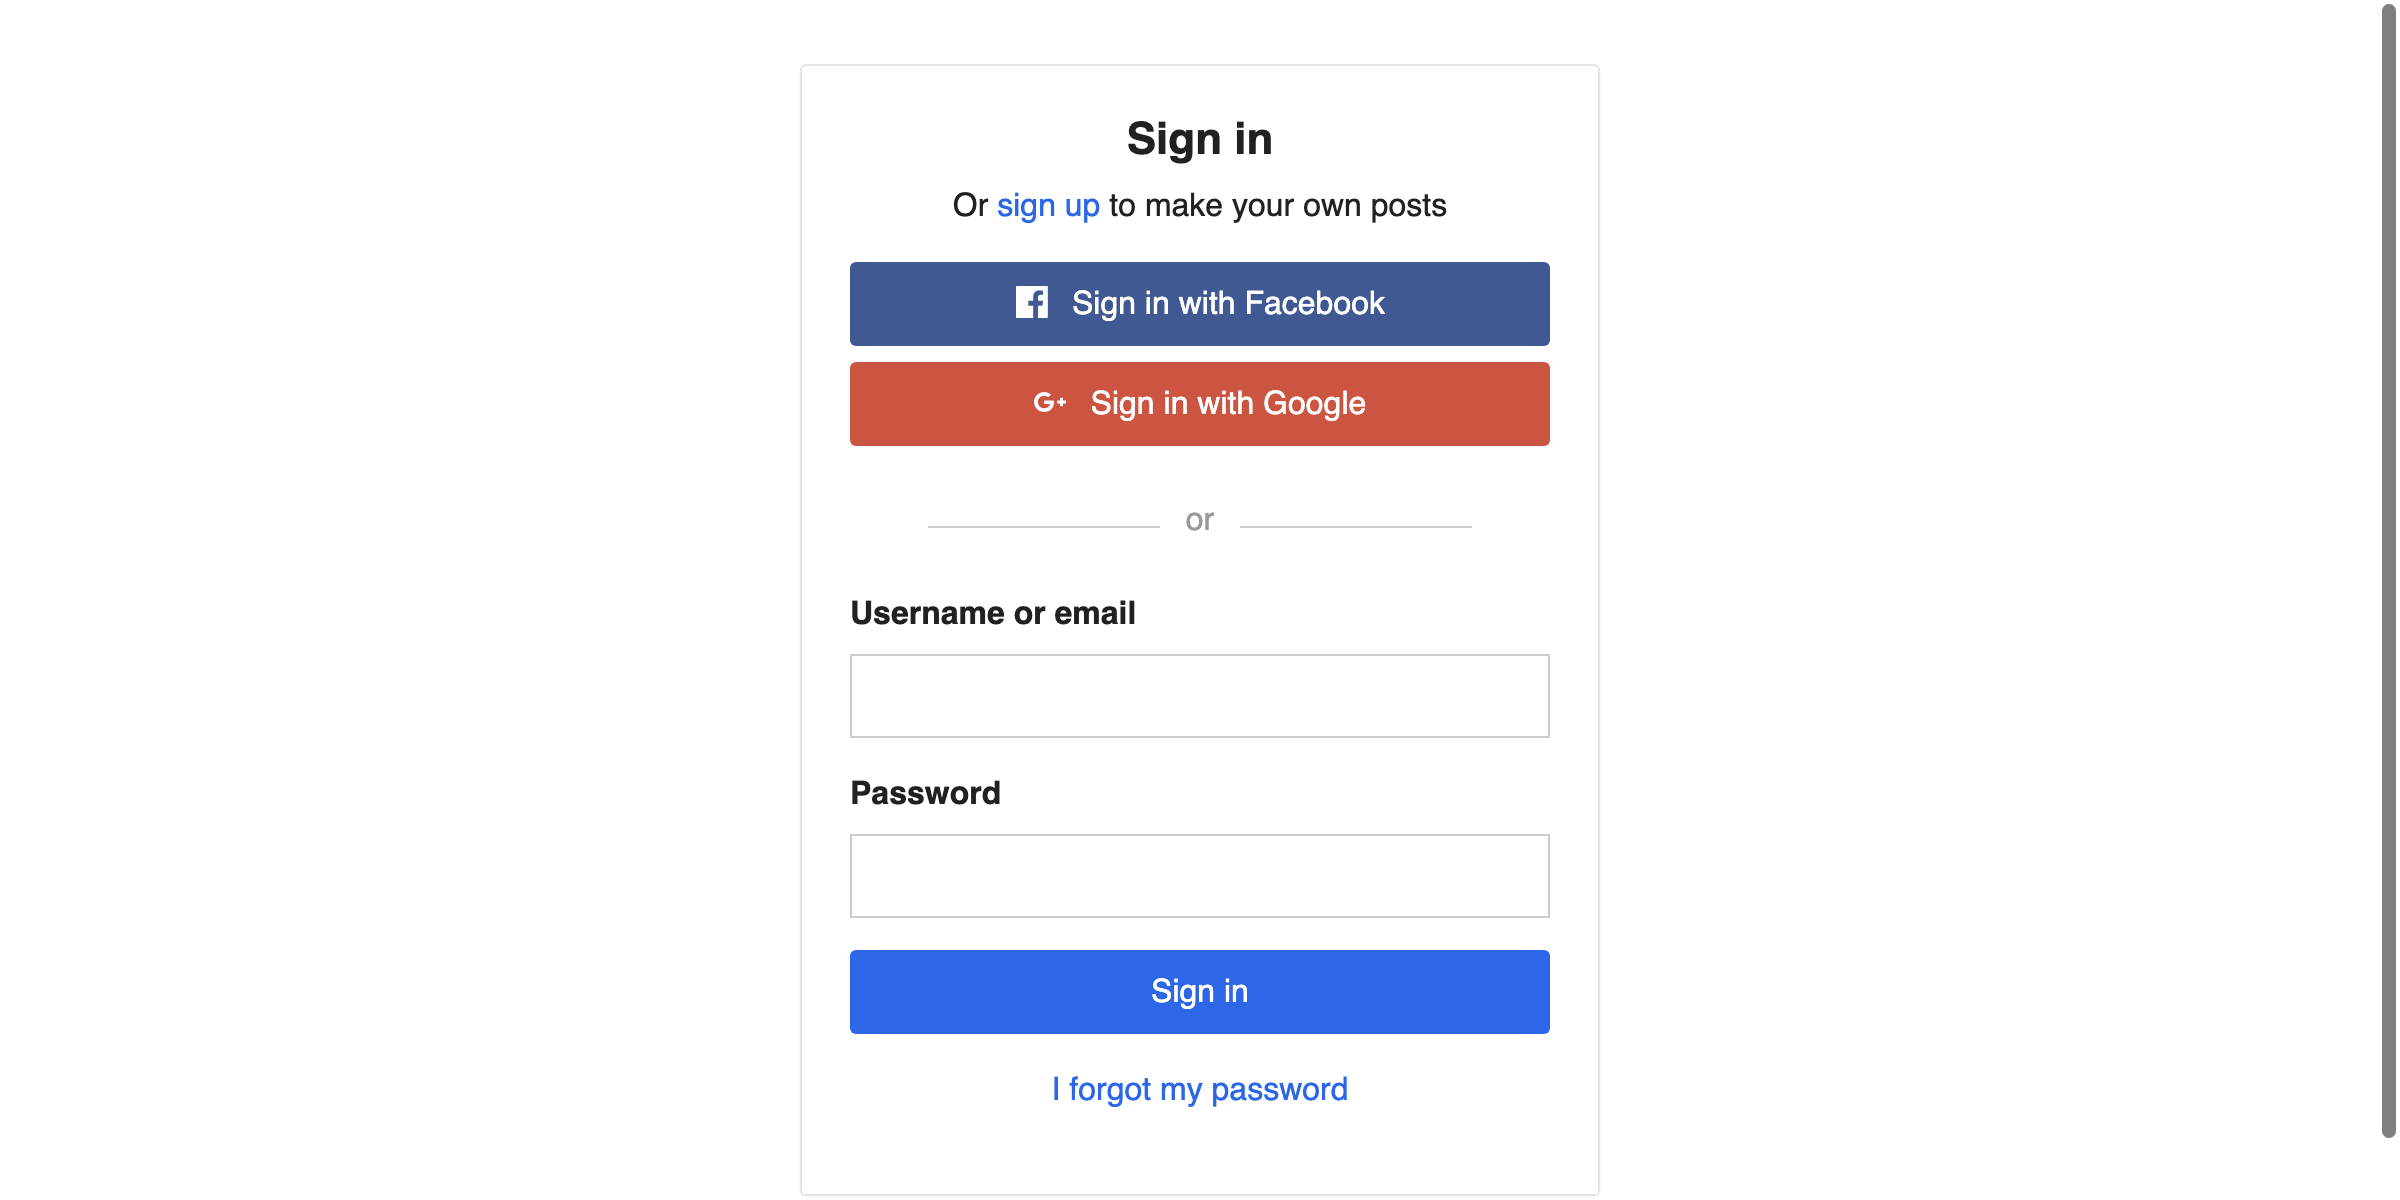 Sign in
Or sign up to make your own posts
Sign in with Facebook
G+ Sign in with Google
or
Username or email
Password
Sign in
I forgot my password